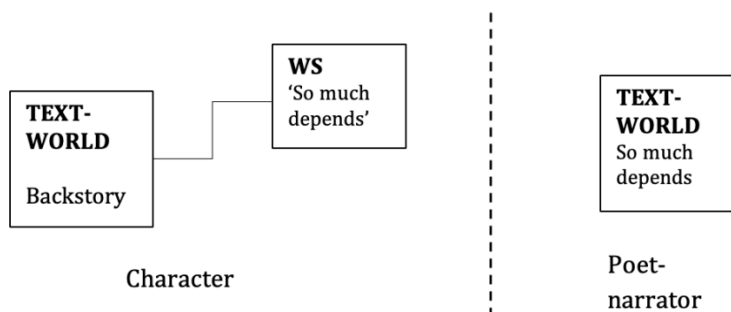 TEXT-
WORLD
Backstory
WS
‘So much
depends’
Character
TEXT-
WORLD
So much
depends
Poet-
narrator